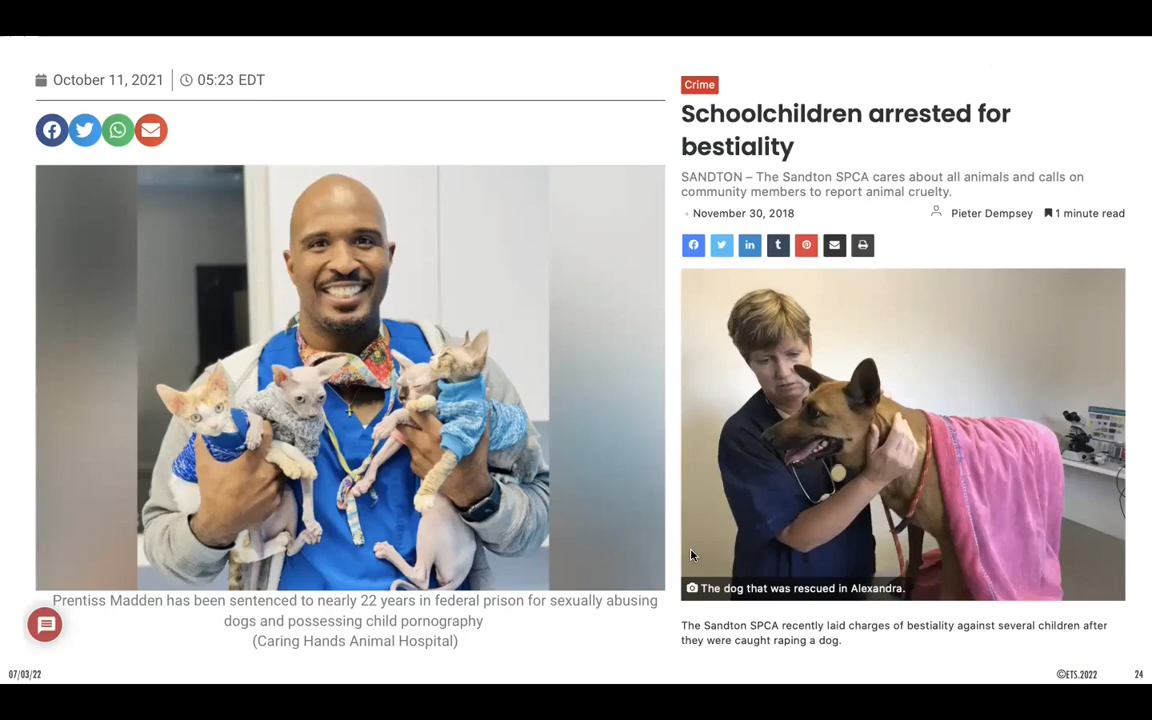 October 11, 2021 05:23 EDT
Prentiss Madden has been sentenced to nearly 22 years in federal prison for sexually abusing
dogs and possessing child pornography
(Caring Hands Animal Hospital)
Crime
Schoolchildren arrested for
bestiality
SANDTON – The Sandton SPCA cares about all animals and calls on
community members to report animal cruelty.
November 30, 2018 Pieter Dempsey 1 minute read
The dog that was rescued in Alexandra.
The Sandton SPCA recently laid charges of bestiality against several children after
they were caught raping a dog.
07/03/22 ©ETS.2022 24